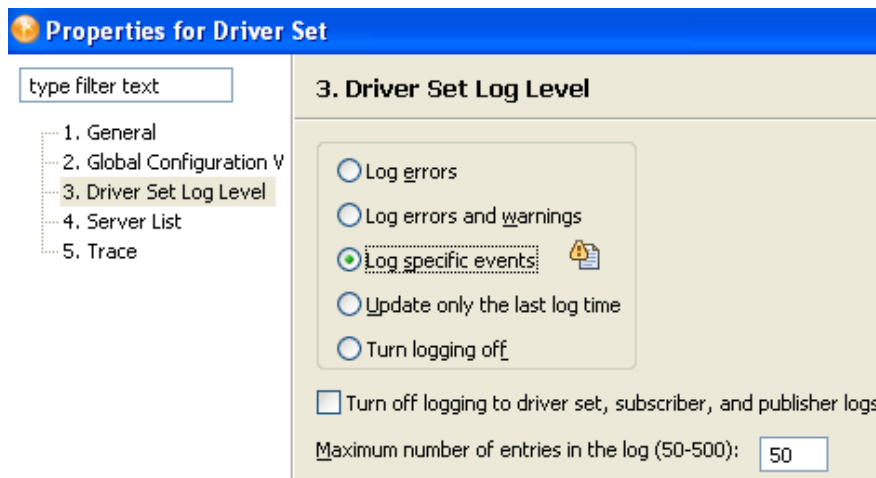 Properties for Driver Set
type filter text
1. General
2. Global Configuration V
3. Driver Set Log Level
4. Server List
5. Trace
3. Driver Set Log Level
Log errors
Log errors and warnings
Log specific events
Update only the last log time
Turn logging off
Turn off logging to driver set, subscriber, and publisher logs
Maximum number of entries in the log (50-500): 50